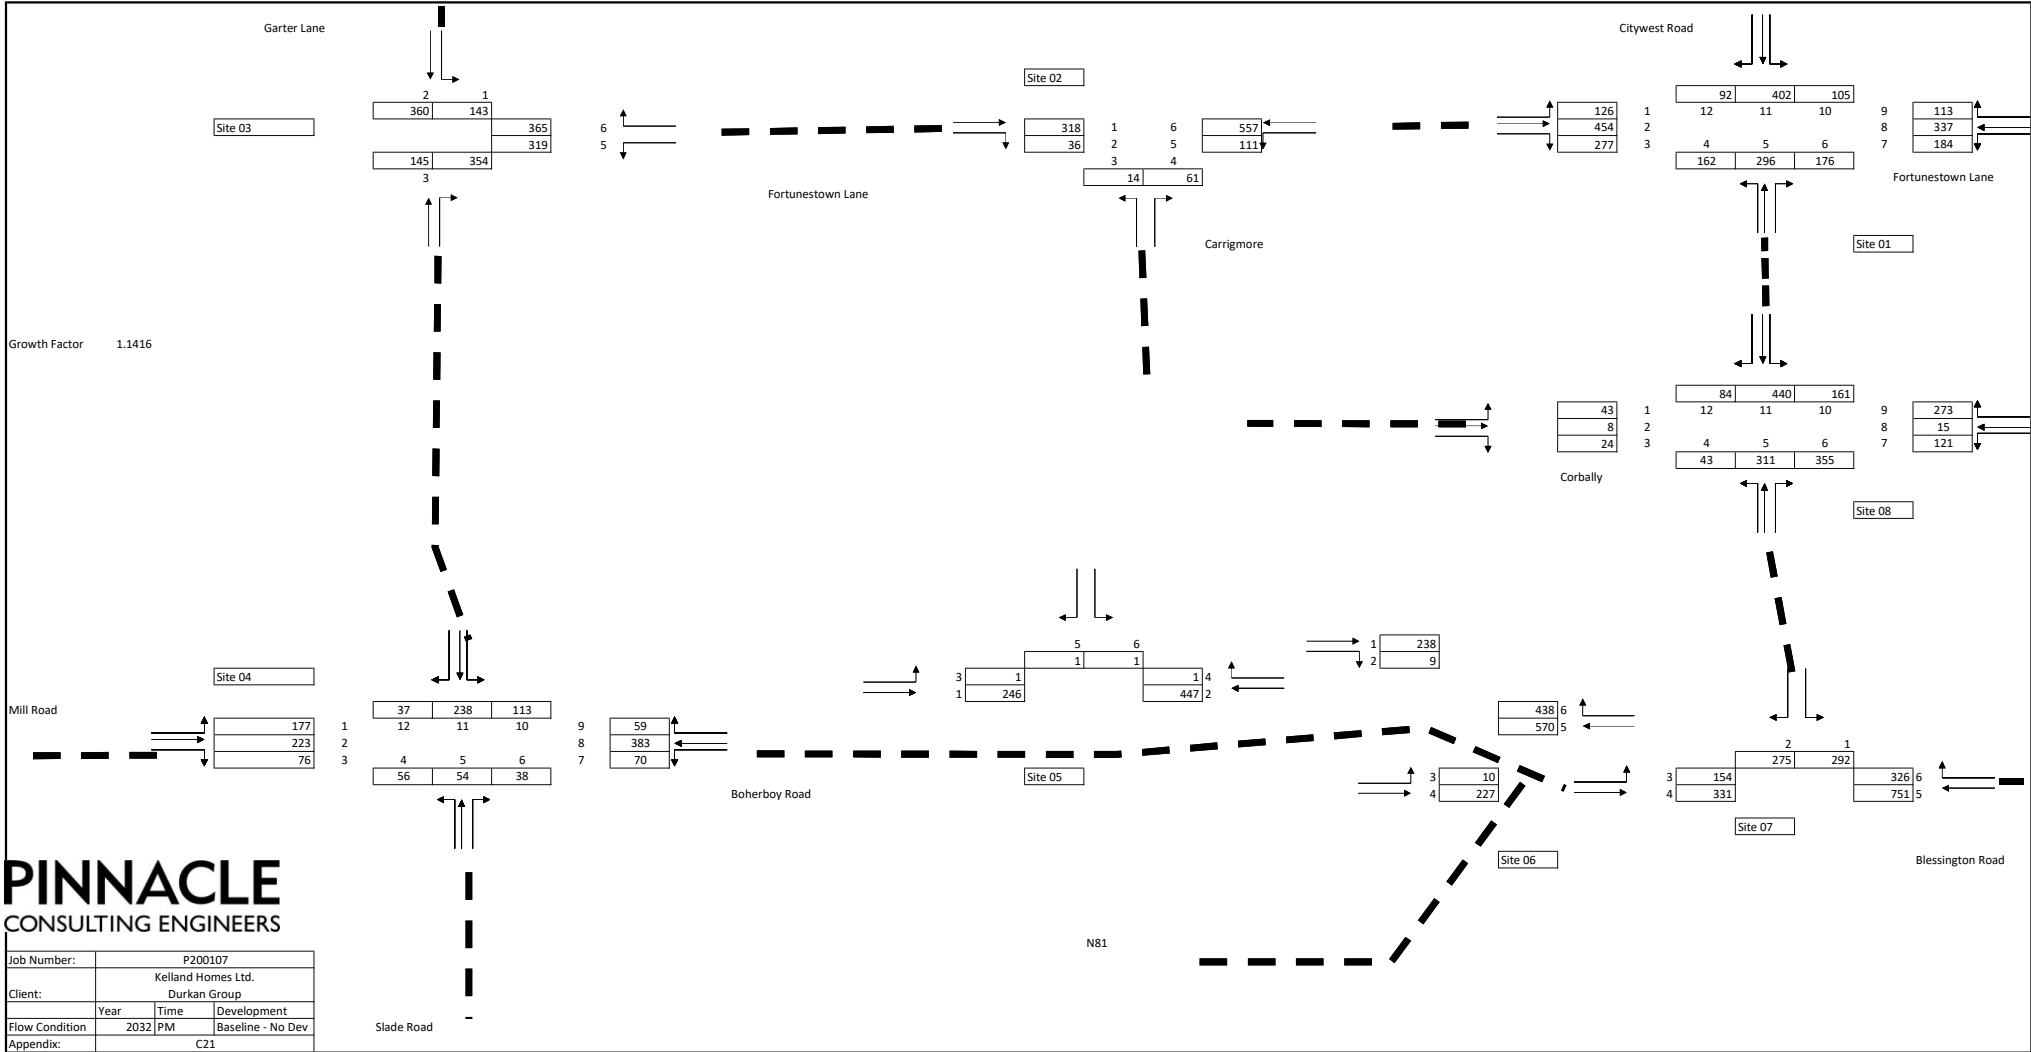 Garter Lane
Citywest Road
Site 02
2 1
360 143
Site 03
365 6
319 5
145 354
3
318 1 6 557
36 2 5 111
3 4
14 61
Fortunestown Lane
Carrigmore
92 402 105
126 1 12 11 10 9 113
454 2 8 337
277 3 4 5 6 7 184
162 296 176
Fortunestown Lane
Site 01
Growth Factor 1.1416
84 440 161
43 1 12 11 10 9 273
8 2 8 15
24 3 4 5 6 7 121
43 311 355
Corbally
Site 08
5 6
1 1
3 1 1 4
1 246 447 2
1 238
2 9
Site 04
Mill Road
37 238 113
177 1 12 11 10 9 59
223 2 8 383
76 3 4 5 6 7 70
56 54 38
Boherboy Road
Site 05
438 6
570 5
3 10
4 227
Site 06
2 1
275 292
3 154 326 6
4 331 751 5
Site 07
Blessington Road
PINNACLE
CONSULTING ENGINEERS
N81
Job Number: P200107
Kelland Homes Ltd.
Client: Durkan Group
Year Time Development
Flow Condition 2032 PM Baseline - No Dev
Appendix: C21
Slade Road